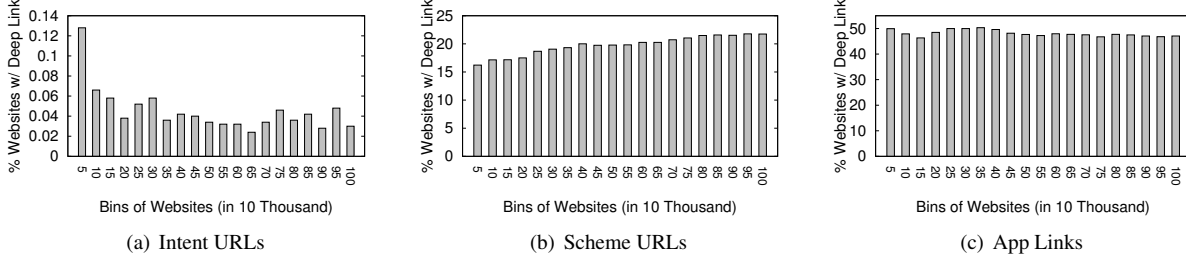 % Websites w/ Deep Link
0.14
0.12
0.1
0.08
0.06
0.04
0.02
0
5 10 15 20 25 30 35 40 45 50 55 60 65 70 75 80 85 90 95 100
Bins of Websites (in 10 Thousand)
(a) Intent URLs
% Websites w/ Deep Link
25
20
15
10
5
0
5 10 15 20 25 30 35 40 45 50 55 60 65 70 75 80 85 90 95 100
Bins of Websites (in 10 Thousand)
(b) Scheme URLs
% Websites w/ Deep Link
50
40
30
20
10
0
5 10 15 20 25 30 35 40 45 50 55 60 65 70 75 80 85 90 95 100
Bins of Websites (in 10 Thousand)
(c) App Links